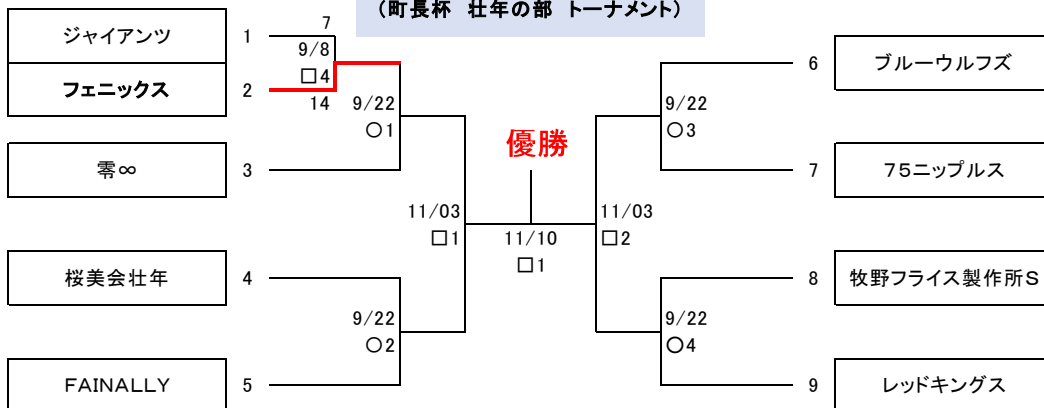 (町長杯 壮年の部 トーナメント)
ジャイアンツ 1 7
9/8
□4
フェニックス 2 14
9/22
○1
零∞ 3
優勝
11/03
□1
11/10
□1
桜美会壮年 4
9/22
○2
FAINALLY 5
6 ブルーウルフズ
9/22
○3
7 75ニップルス
11/03
□2
8 牧野フライス製作所S
9/22
○4
9 レッドキングス